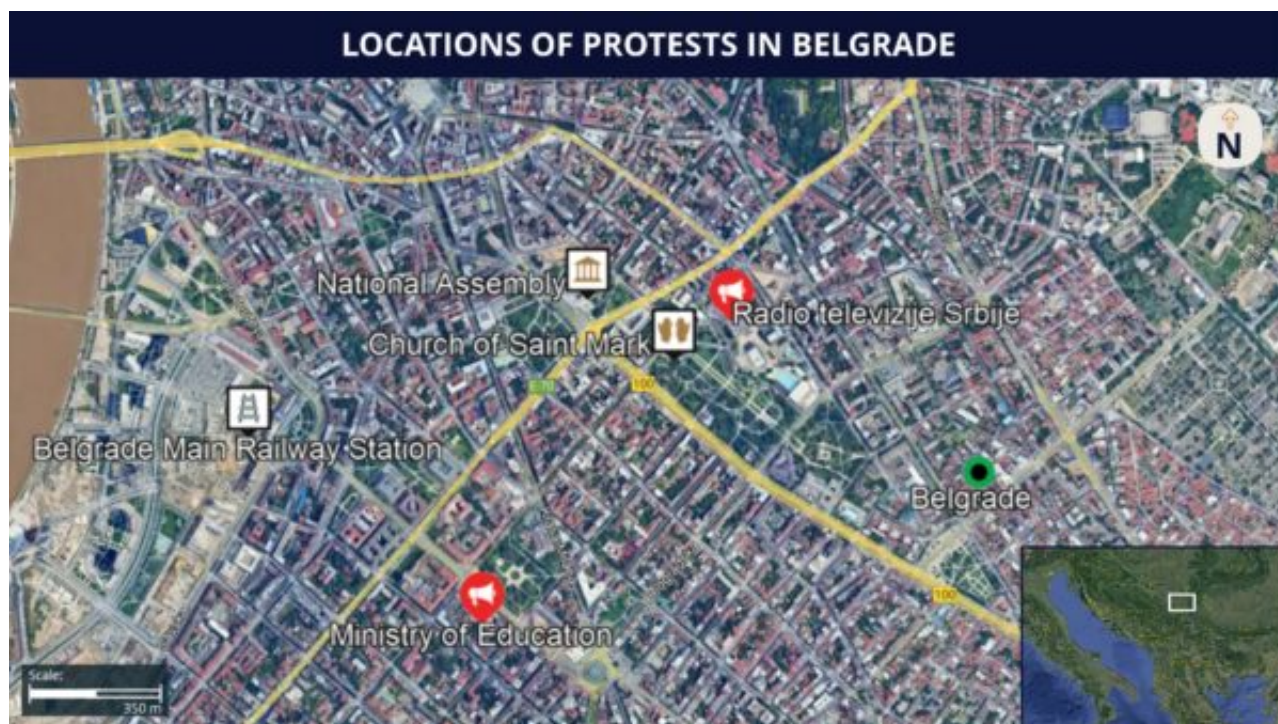 LOCATIONS OF PROTESTS IN BELGRADE
N
National Assembly
Radio televizije Srbije
Church of Saint Mark
100
Belgrade Main Railway Station
Belgrade
100
Ministry of Education
Scale:
350 m